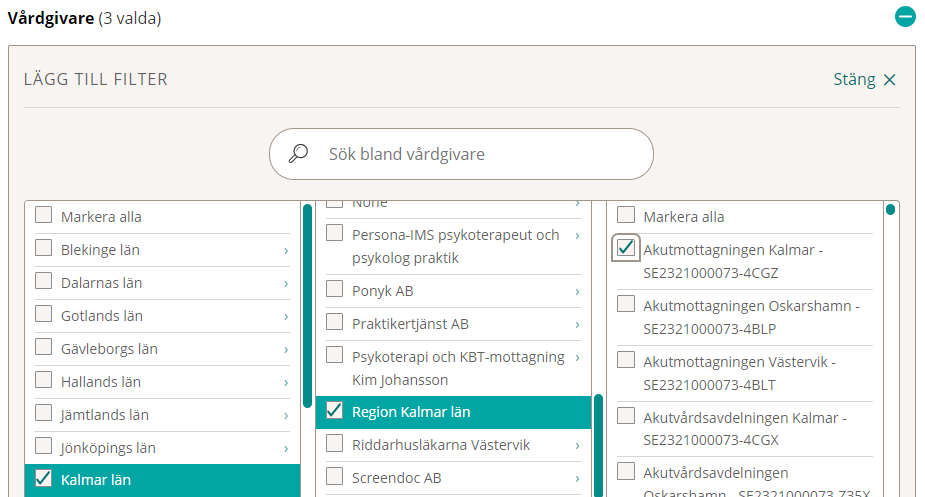 Vårdgivare (3 valda)
LÄGG TILL FILTER
Stäng
Sök bland vårdgivare
Markera alla
Blekinge län
Dalarnas län
Gotlands län
Gävleborgs län
Hallands län
Jämtlands län
Jönköpings län
Kalmar län
None
Persona-IMS psykoterapeut och
psykolog praktik
Ponyk AB
Praktikertjänst AB
Psykoterapi och KBT-mottagning
Kim Johansson
Region Kalmar län
Riddarhusläkarna Västervik
Screendoc AB
Markera alla
Akutmottagningen Kalmar -
SE2321000073-4CGZ
Akutmottagningen Oskarshamn -
SE2321000073-4BLP
Akutmottagningen Västervik -
SE2321000073-4BLT
Akutvårdsavdelningen Kalmar -
SE2321000073-4CGX
Akutvårdsavdelningen
Oskarshamn - SE2321000073-Z35X